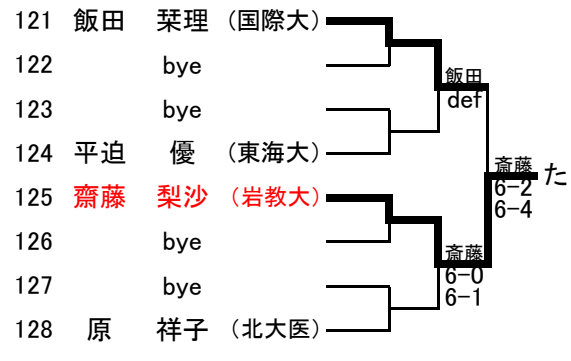 121 飯田 栞理 (国際大)
122 bye
飯田
def
123 bye
124 平迫 優 (東海大)
斎藤
6-2
6-4
た
125 齋藤 梨沙 (岩教大)
126 bye
斎藤
6-0
6-1
127 bye
128 原 祥子 (北大医)